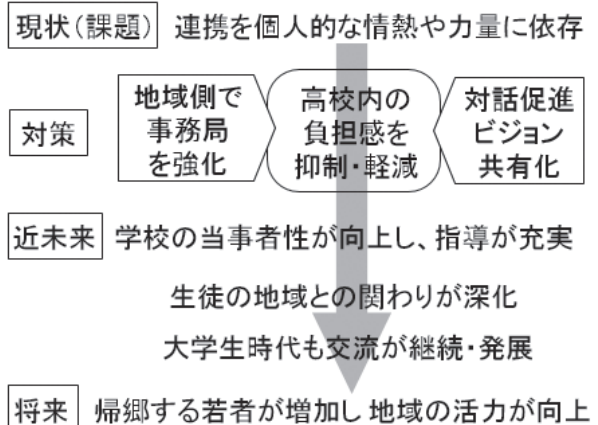 現状(課題) 連携を個人的な情熱や力量に依存
対策
地域側で
事務局
を強化
高校内の
負担感を
抑制・軽減
対話促進
ビジョン
共有化
近未来 学校の当事者性が向上し、指導が充実
生徒の地域との関わりが深化
大学生時代も交流が継続・発展
将来 帰郷する若者が増加し 地域の活力が向上